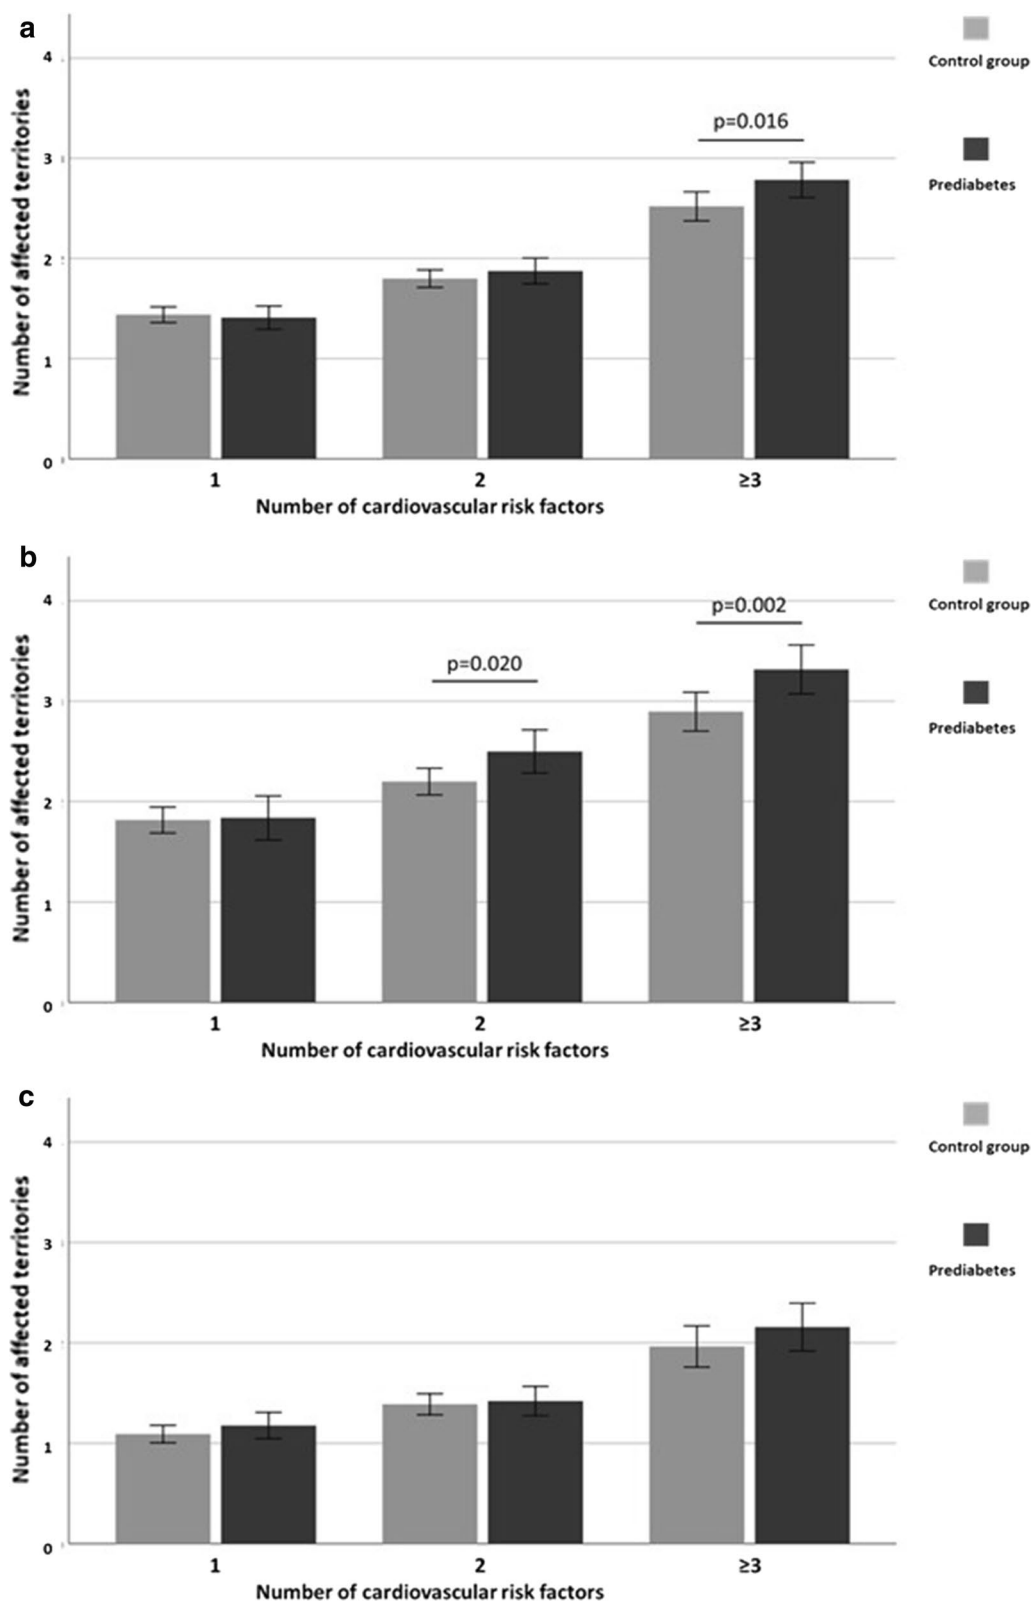 a
Number of affected territories
4
3
2
1
0
p=0.016
1
2
≥3
Number of cardiovascular risk factors
Control group
Prediabetes
b
Number of affected territories
4
3
2
1
0
p=0.020
p=0.002
1
2
≥3
Number of cardiovascular risk factors
Control group
Prediabetes
c
Number of affected territories
4
3
2
1
0
1
2
≥3
Number of cardiovascular risk factors
Control group
Prediabetes